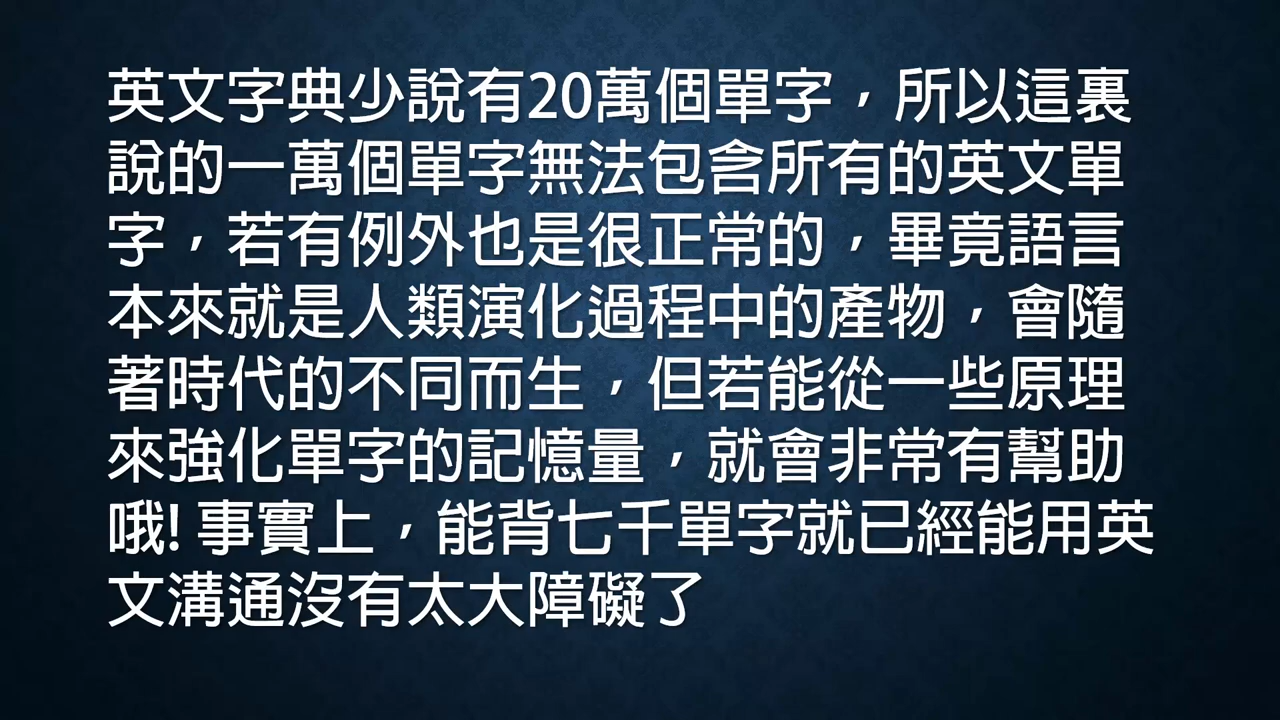 英文字典少說有20萬個單字，所以這裏
說的一萬個單字無法包含所有的英文單
字，若有例外也是很正常的，畢竟語言
本來就是人類演化過程中的產物，會隨
著時代的不同而生，但若能從一些原理
來強化單字的記憶量，就會非常有幫助
哦! 事實上，能背七千單字就已經能用英
文溝通沒有太大障礙了